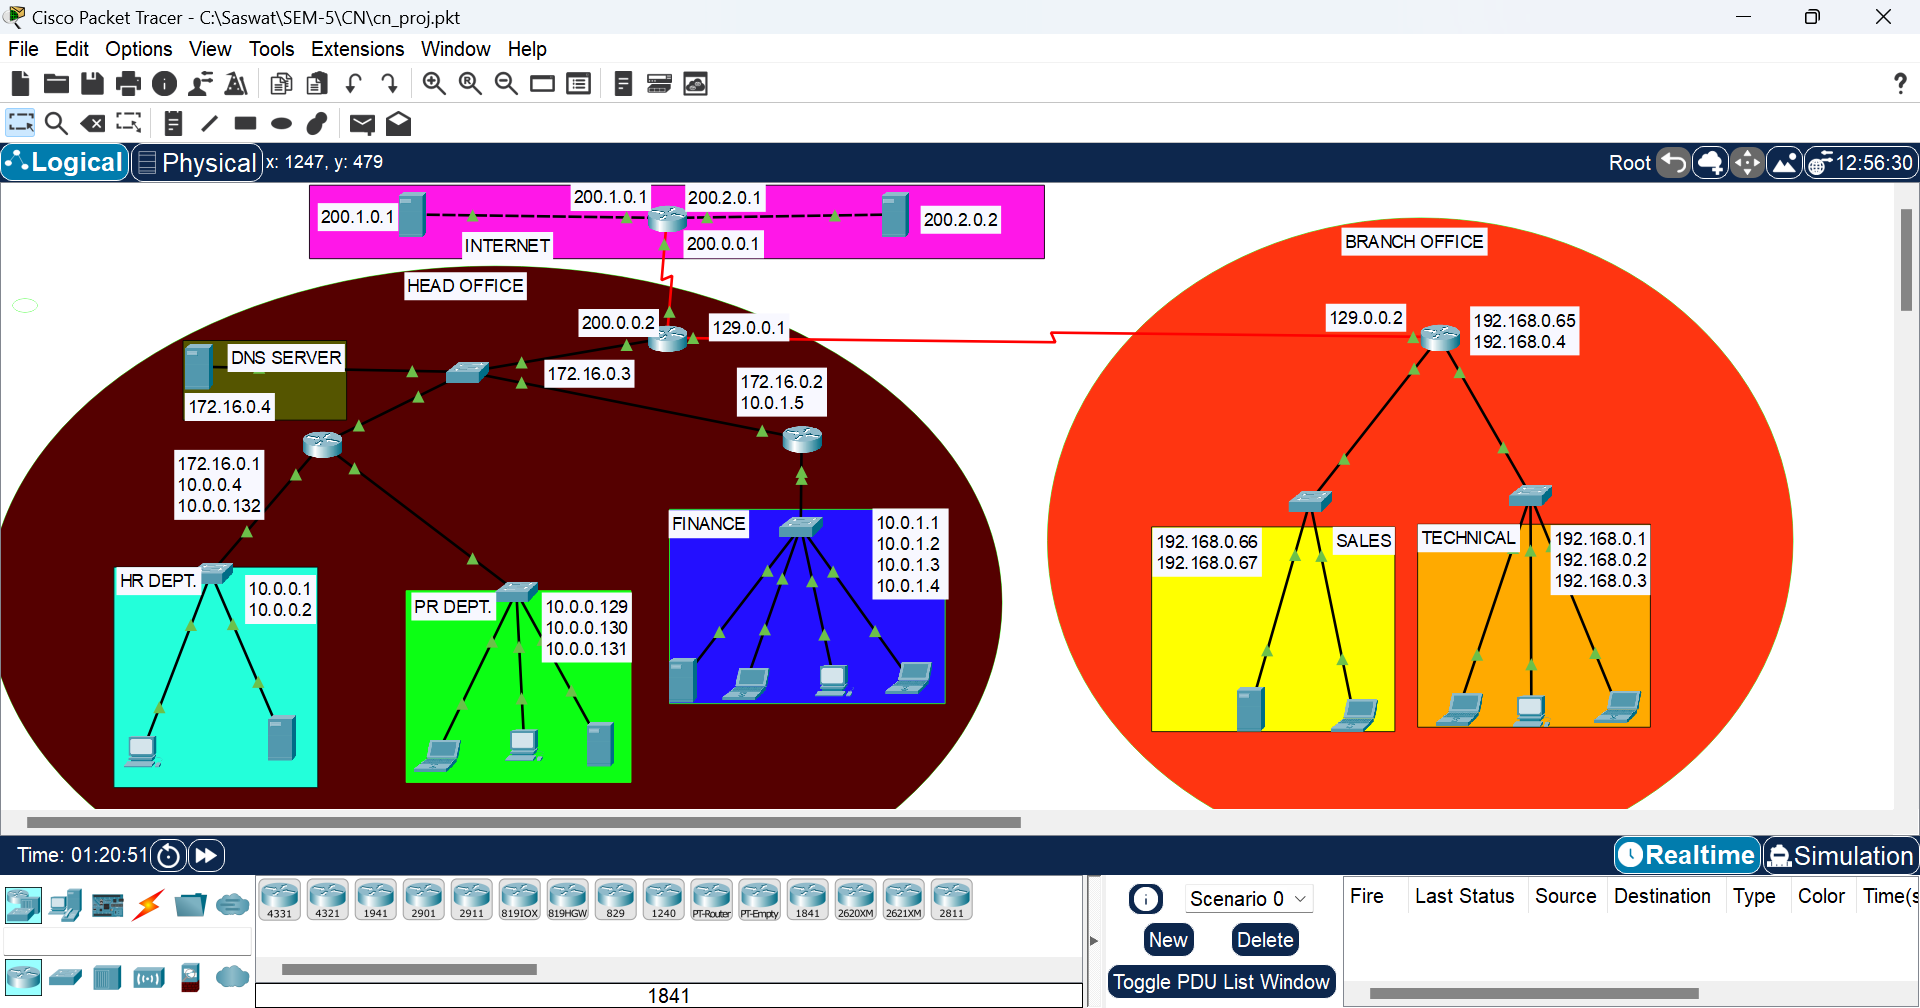 Cisco Packet Tracer - C:\Saswat\SEM-5\CN\cn_proj.pkt
File Edit Options View Tools Extensions Window Help
Logical Physical x: 1247, y: 479 Root 12:56:30
200.1.0.1 200.2.0.1
200.1.0.1 200.2.0.2
INTERNET 200.0.0.1
BRANCH OFFICE
HEAD OFFICE
200.0.0.2 129.0.0.1
129.0.0.2 192.168.0.65
192.168.0.4
DNS SERVER
172.16.0.3
172.16.0.4
172.16.0.2
10.0.1.5
172.16.0.1
10.0.0.4
10.0.0.132
FINANCE
10.0.1.1
10.0.1.2
10.0.1.3
10.0.1.4
192.168.0.66
192.168.0.67
SALES
TECHNICAL
192.168.0.1
192.168.0.2
192.168.0.3
HR DEPT.
10.0.0.1
10.0.0.2
PR DEPT.
10.0.0.129
10.0.0.130
10.0.0.131
Time: 01:20:51 Realtime Simulation
4331 4321 1941 2901 2911 819IOX 819HGW 829 1240 PT-Router PT-Empty 1841 2620XM 2621XM 2811
Scenario 0
New Delete
Toggle PDU List Window
Fire Last Status Source Destination Type Color Time(s
1841